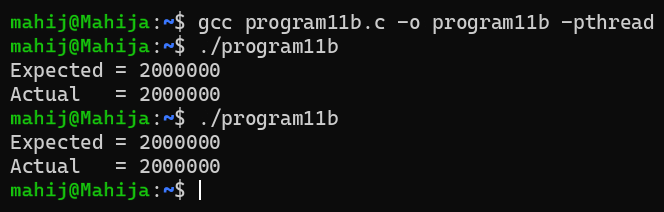 mahij@Mahija:~$ gcc program11b.c -o program11b -pthread
mahij@Mahija:~$ ./program11b
Expected = 2000000
Actual   = 2000000
mahij@Mahija:~$ ./program11b
Expected = 2000000
Actual   = 2000000
mahij@Mahija:~$